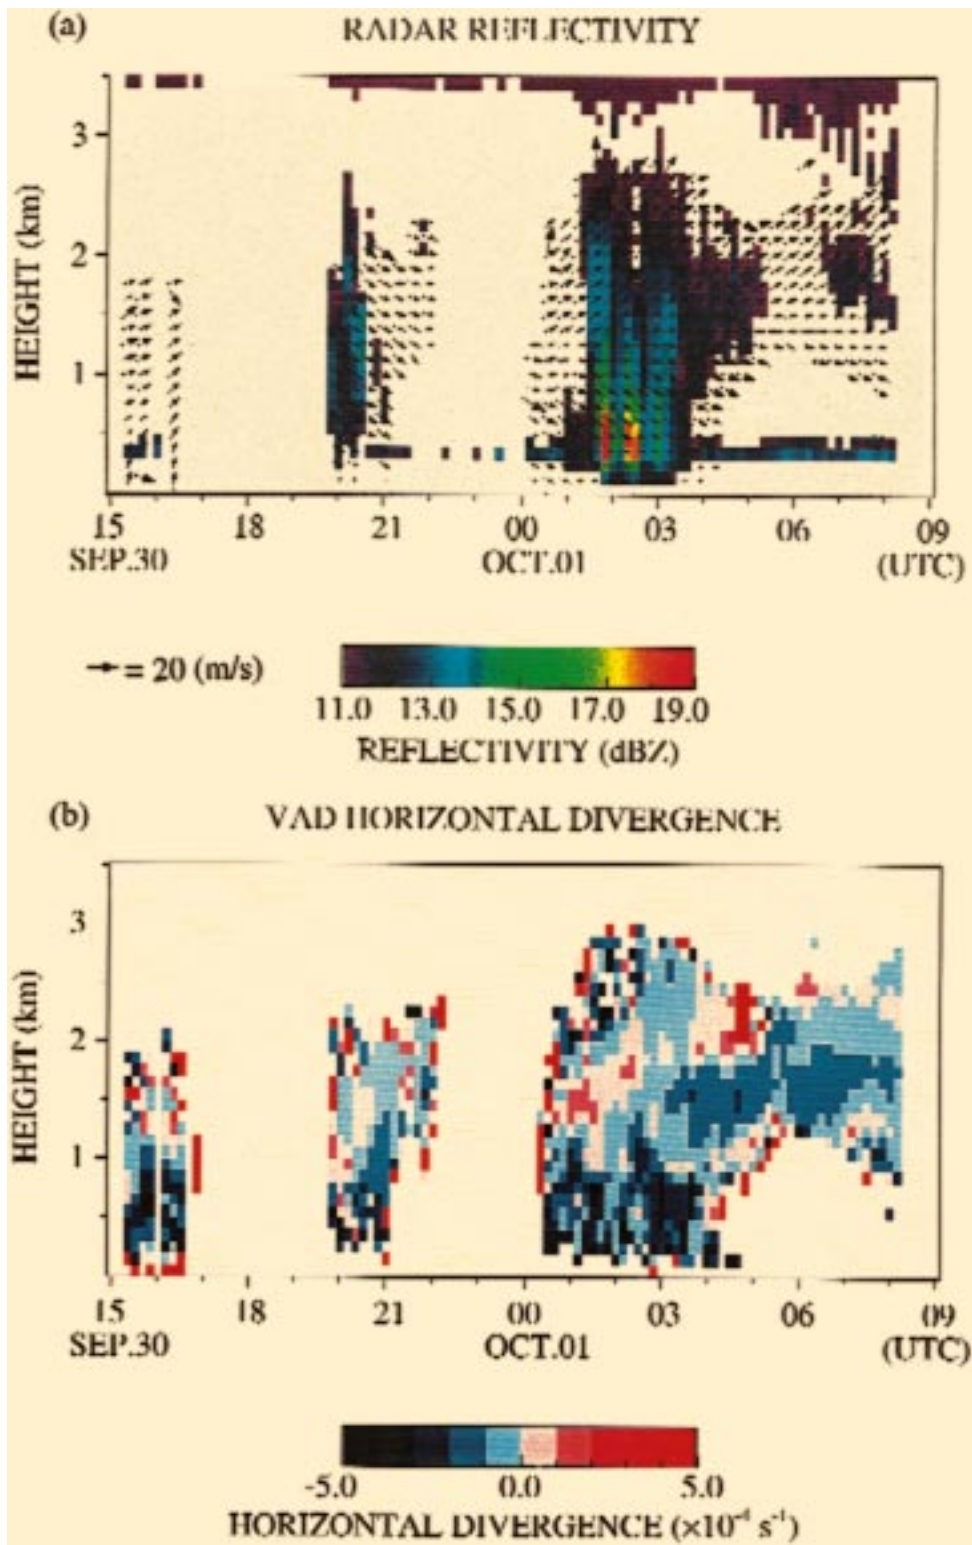 (a) RADAR REFLECTIVITY
HEIGHT (km)
3
2
1
15 18 21 00 03 06 09
SEP.30 OCT.01 (UTC)
= 20 (m/s)
11.0 13.0 15.0 17.0 19.0
REFLECTIVITY (dBZ)
(b) VAD HORIZONTAL DIVERGENCE
HEIGHT (km)
3
2
1
15 18 21 00 03 06 09
SEP.30 OCT.01 (UTC)
-5.0 0.0 5.0
HORIZONTAL DIVERGENCE (×10⁻⁴ s⁻¹)